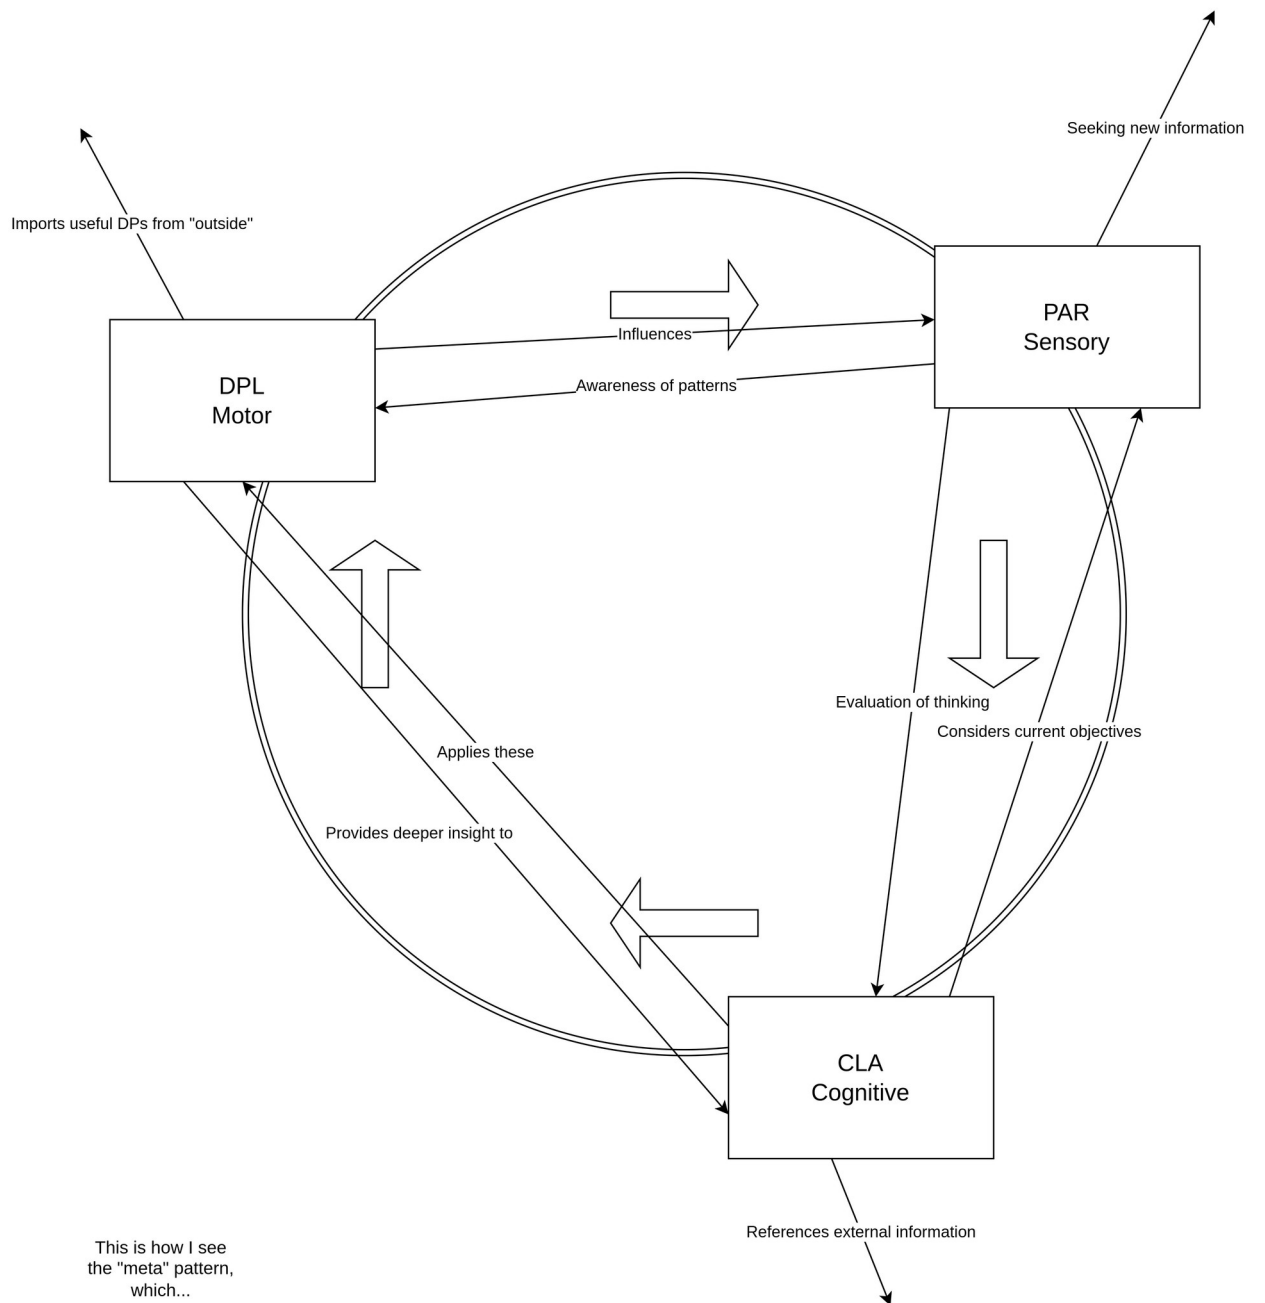 Seeking new information
Imports useful DPs from "outside"
PAR
Sensory
Influences
DPL
Motor
Awareness of patterns
Evaluation of thinking
Considers current objectives
Applies these
Provides deeper insight to
CLA
Cognitive
References external information
This is how I see
the "meta" pattern,
which...